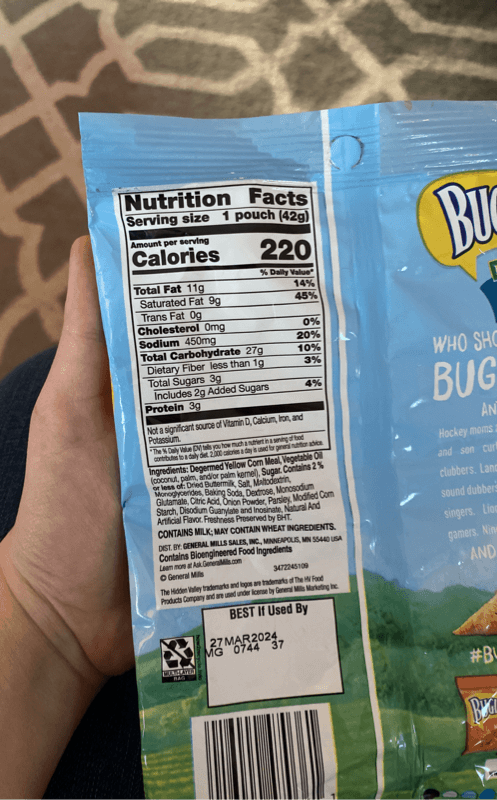 Nutrition Facts
Serving size 1 pouch (42g)
Amount per serving
Calories 220
% Daily Value*
Total Fat 11g 14%
Saturated Fat 9g 45%
Trans Fat 0g
Cholesterol 0mg 0%
Sodium 450mg 20%
Total Carbohydrate 27g 10%
Dietary Fiber less than 1g 3%
Total Sugars 3g
Includes 2g Added Sugars 4%
Protein 3g
Not a significant source of Vitamin D, Calcium, Iron, and
Potassium.
*The % Daily Value (DV) tells you how much a nutrient in a serving of food
contributes to a daily diet. 2,000 calories a day is used for general nutrition advice.
Ingredients: Degermed Yellow Corn Meal, Vegetable Oil
(coconut, palm, and/or palm kernel), Sugar. Contains 2%
or less of: Dried Buttermilk, Salt, Maltodextrin,
Monoglycerides, Baking Soda, Dextrose, Monosodium
Glutamate, Citric Acid, Onion Powder, Parsley, Modified Corn
Starch, Disodium Guanylate and Inosinate, Natural And
Artificial Flavor. Freshness Preserved by BHT.
CONTAINS MILK; MAY CONTAIN WHEAT INGREDIENTS.
DIST. BY: GENERAL MILLS SALES, INC., MINNEAPOLIS, MN 55440 USA
Contains Bioengineered Food Ingredients
Learn more at Ask.GeneralMills.com
© General Mills 3472245109
The Hidden Valley trademarks and logos are trademarks of The HV Food
Products Company and are used under license by General Mills Marketing Inc.
BEST If Used By
27MAR2024
MG 0744 37
MULTI-LAYER
BAG
BUG
WHO SHO
BUG
AN
Hockey moms
and son cur
clubbers. Lan
sound dubber
singers. Lio
gamers. Nin
AND
#BU
BUG